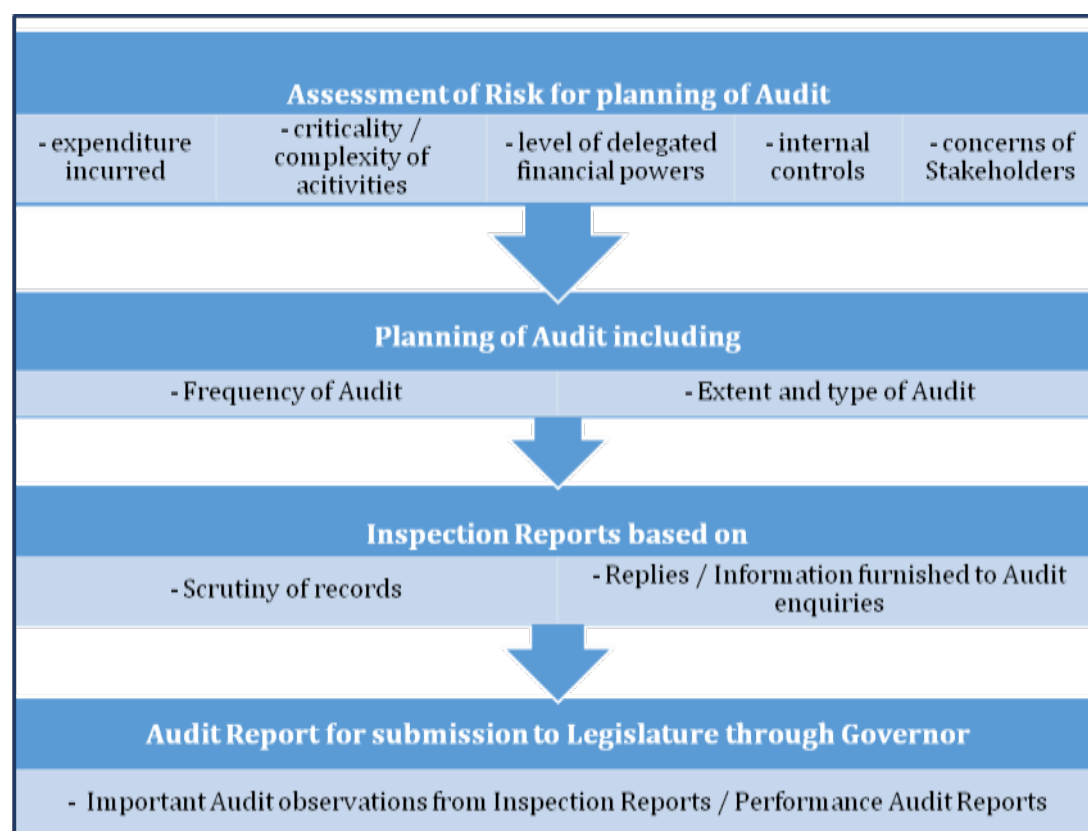 Assessment of Risk for planning of Audit
- expenditure
incurred
- criticality /
complexity of
acitivities
- level of delegated
financial powers
- internal
controls
- concerns of
Stakeholders
Planning of Audit including
- Frequency of Audit
- Extent and type of Audit
Inspection Reports based on
- Scrutiny of records
- Replies / Information furnished to Audit
enquiries
Audit Report for submission to Legislature through Governor
- Important Audit observations from Inspection Reports / Performance Audit Reports